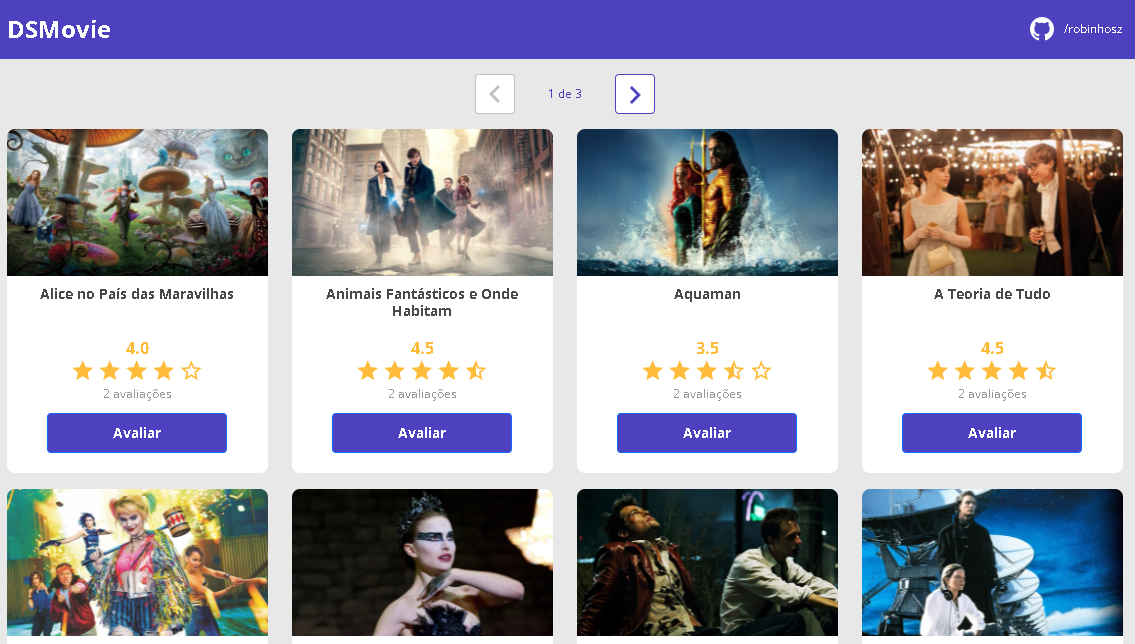 DSMovie
/robinhosz
1 de 3
Alice no País das Maravilhas
4.0
2 avaliações
Avaliar
Animais Fantásticos e Onde
Habitam
4.5
2 avaliações
Avaliar
Aquaman
3.5
2 avaliações
Avaliar
A Teoria de Tudo
4.5
2 avaliações
Avaliar